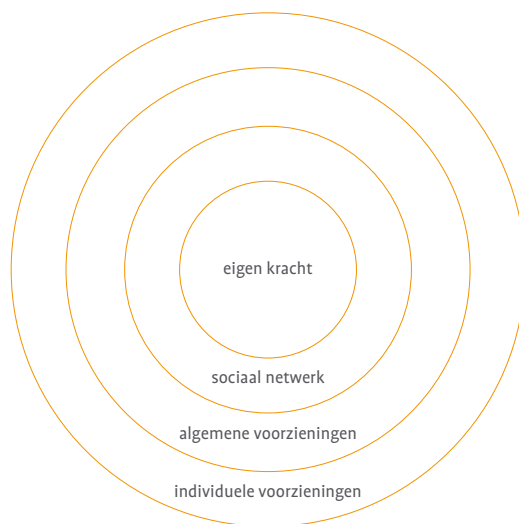 eigen kracht
sociaal netwerk
algemene voorzieningen
individuele voorzieningen